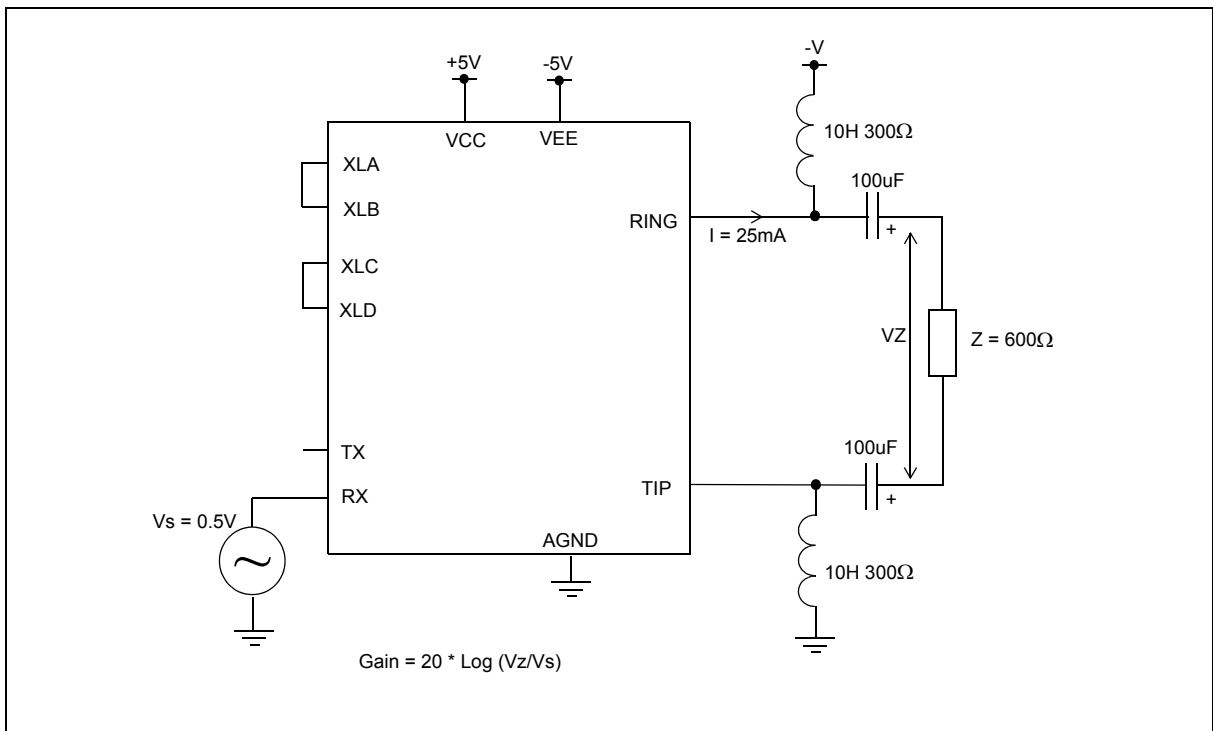 -V
+5V
-5V
10H 300Ω
VCC
VEE
XLA
100uF
XLB
RING
+
I = 25mA
XLC
XLD
VZ
Z = 600Ω
100uF
TX
TIP
RX
+
Vs = 0.5V
AGND
10H 300Ω
Gain = 20 * Log (Vz/Vs)